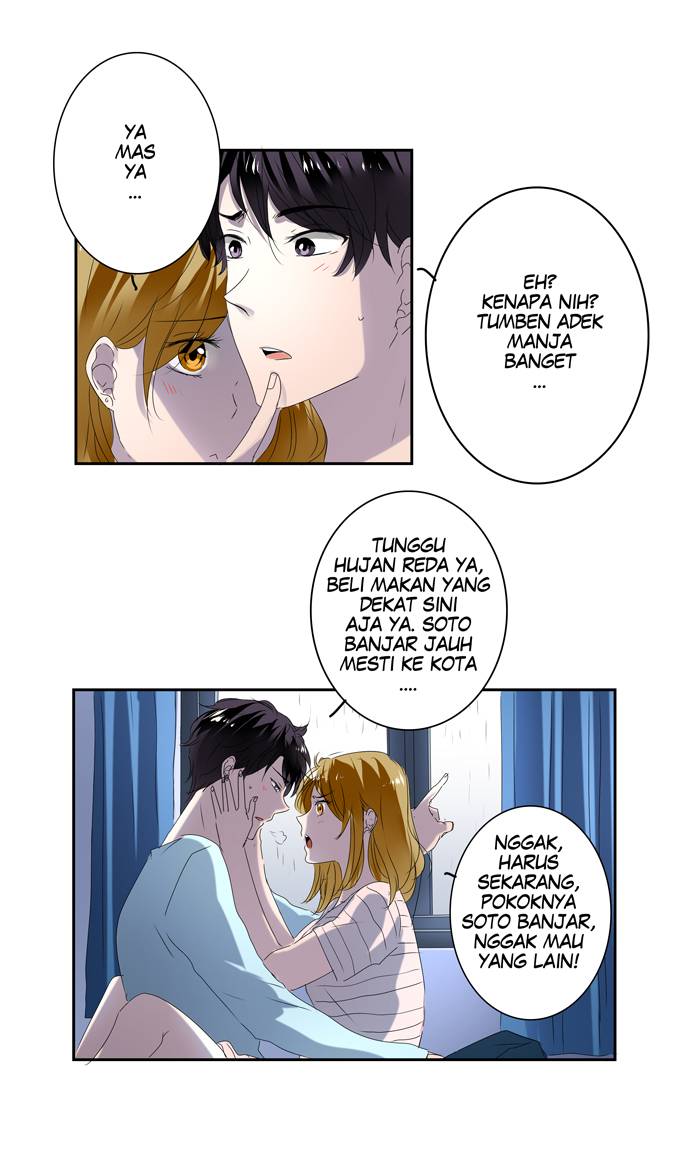 YA
MAS
YA
...
EH?
KENAPA NIH?
TUMBEN ADEK
MANJA
BANGET
...
TUNGGU
HUJAN REDA YA,
BELI MAKAN YANG
DEKAT SINI
AJA YA. SOTO
BANJAR JAUH
MESTI KE KOTA
....
NGGAK,
HARUS
SEKARANG,
POKOKNYA
SOTO BANJAR,
NGGAK MAU
YANG LAIN!